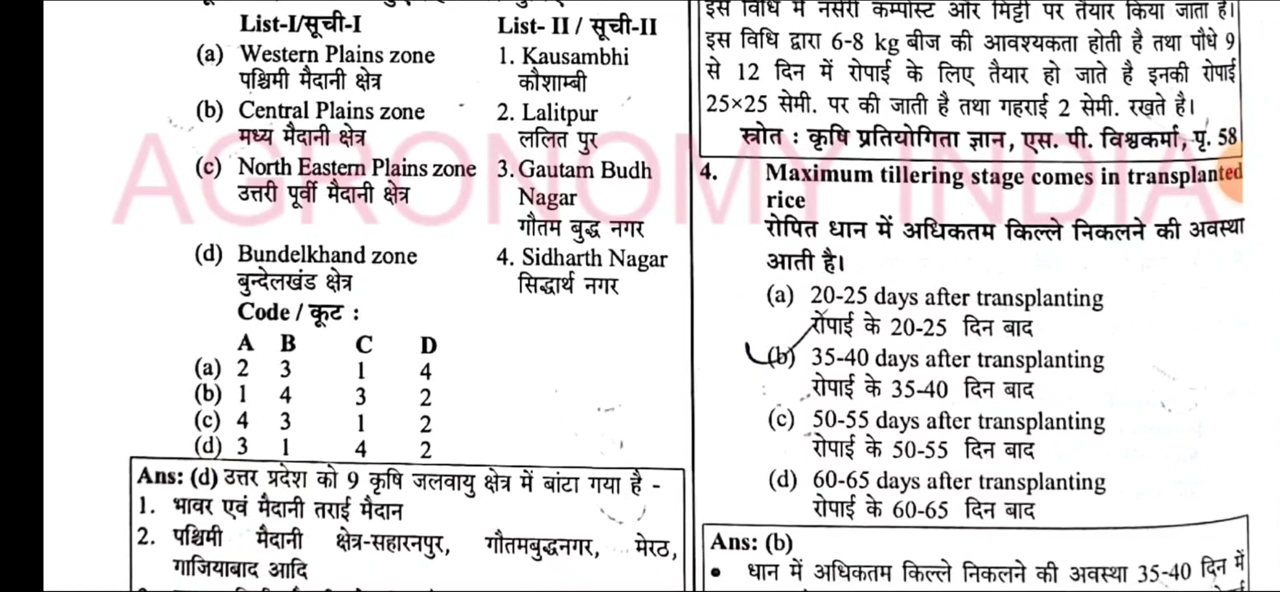 List-I/सूची-I List- II / सूची-II
(a) Western Plains zone 1. Kausambhi
पश्चिमी मैदानी क्षेत्र कौशाम्बी
(b) Central Plains zone 2. Lalitpur
मध्य मैदानी क्षेत्र ललित पुर
(c) North Eastern Plains zone 3. Gautam Budh
उत्तरी पूर्वी मैदानी क्षेत्र Nagar
गौतम बुद्ध नगर
(d) Bundelkhand zone 4. Sidharth Nagar
बुन्देलखंड क्षेत्र सिद्धार्थ नगर
Code / कूट :
A B C D
(a) 2 3 1 4
(b) 1 4 3 2
(c) 4 3 1 2
(d) 3 1 4 2
Ans: (d) उत्तर प्रदेश को 9 कृषि जलवायु क्षेत्र में बांटा गया है -
1. भावर एवं मैदानी तराई मैदान
2. पश्चिमी मैदानी क्षेत्र-सहारनपुर, गौतमबुद्धनगर, मेरठ,
गाजियाबाद आदि
इस विधि में नर्सरी कम्पोस्ट और मिट्टी पर तैयार किया जाता है।
इस विधि द्वारा 6-8 kg बीज की आवश्यकता होती है तथा पौधे 9
से 12 दिन में रोपाई के लिए तैयार हो जाते है इनकी रोपाई
25×25 सेमी. पर की जाती है तथा गहराई 2 सेमी. रखते है।
स्त्रोत : कृषि प्रतियोगिता ज्ञान, एस. पी. विश्वकर्मा, पृ. 58
4. Maximum tillering stage comes in transplanted
rice
रोपित धान में अधिकतम किल्ले निकलने की अवस्था
आती है।
(a) 20-25 days after transplanting
रोपाई के 20-25 दिन बाद
(b) 35-40 days after transplanting
रोपाई के 35-40 दिन बाद
(c) 50-55 days after transplanting
रोपाई के 50-55 दिन बाद
(d) 60-65 days after transplanting
रोपाई के 60-65 दिन बाद
Ans: (b)
• धान में अधिकतम किल्ले निकलने की अवस्था 35-40 दिन में
AGRONOMY INDIA